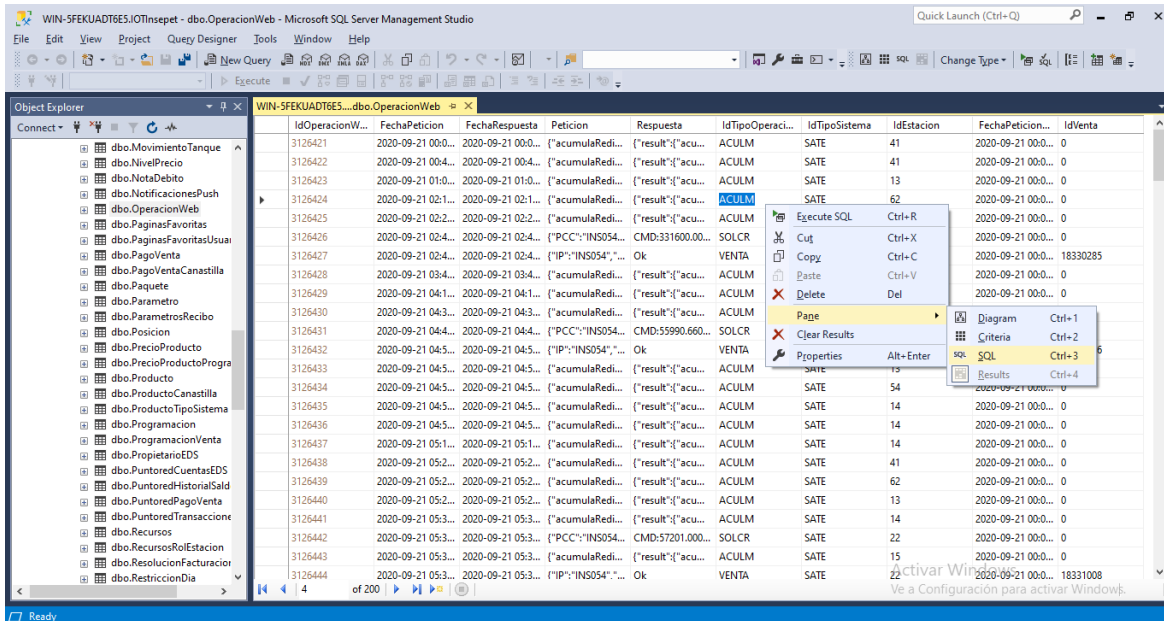 WIN-5FEKUADT6E5.IOTInsepet - dbo.OperacionWeb - Microsoft SQL Server Management Studio
Quick Launch (Ctrl+Q)
File Edit View Project Query Designer Tools Window Help
New Query Change Type
Execute
Object Explorer
Connect
dbo.MovimientoTanque
dbo.NivelPrecio
dbo.NotaDebito
dbo.NotificacionesPush
dbo.OperacionWeb
dbo.PaginasFavoritas
dbo.PaginasFavoritasUsuar
dbo.PagoVenta
dbo.PagoVentaCanastilla
dbo.Paquete
dbo.Parametro
dbo.ParametrosRecibo
dbo.Posicion
dbo.PrecioProducto
dbo.PrecioProductoProgra
dbo.Producto
dbo.ProductoCanastilla
dbo.ProductoTipoSistema
dbo.Programacion
dbo.ProgramacionVenta
dbo.PropietarioEDS
dbo.PuntoredCuentasEDS
dbo.PuntoredHistorialSald
dbo.PuntoredPagoVenta
dbo.PuntoredTransaccione
dbo.Recursos
dbo.RecursosRolEstacion
dbo.ResolucionFacturacior
dbo.RestriccionDia
WIN-5FEKUADT6E5....dbo.OperacionWeb
IdOperacionW... FechaPeticion FechaRespuesta Peticion Respuesta IdTipoOperaci... IdTipoSistema IdEstacion FechaPeticion... IdVenta
3126421 2020-09-21 00:0... 2020-09-21 00:0... {"acumulaRedi... {"result":{"acu... ACULM SATE 41 2020-09-21 00:0... 0
3126422 2020-09-21 00:4... 2020-09-21 00:4... {"acumulaRedi... {"result":{"acu... ACULM SATE 41 2020-09-21 00:0... 0
3126423 2020-09-21 01:0... 2020-09-21 01:0... {"acumulaRedi... {"result":{"acu... ACULM SATE 13 2020-09-21 00:0... 0
3126424 2020-09-21 02:1... 2020-09-21 02:1... {"acumulaRedi... {"result":{"acu... ACULM SATE 62 2020-09-21 00:0... 0
3126425 2020-09-21 02:2... 2020-09-21 02:2... {"acumulaRedi... {"result":{"acu... ACULM 2020-09-21 00:0... 0
3126426 2020-09-21 02:4... 2020-09-21 02:4... {"PCC":"INS054... CMD:331600.00... SOLCR 2020-09-21 00:0... 0
3126427 2020-09-21 02:4... 2020-09-21 02:4... {"IP":"INS054","... Ok VENTA 2020-09-21 00:0... 18330285
3126428 2020-09-21 03:4... 2020-09-21 03:4... {"acumulaRedi... {"result":{"acu... ACULM 2020-09-21 00:0... 0
3126429 2020-09-21 04:1... 2020-09-21 04:1... {"acumulaRedi... {"result":{"acu... ACULM 2020-09-21 00:0... 0
3126430 2020-09-21 04:3... 2020-09-21 04:3... {"acumulaRedi... {"result":{"acu... ACULM
3126431 2020-09-21 04:4... 2020-09-21 04:4... {"PCC":"INS054... CMD:55990.660... SOLCR
3126432 2020-09-21 04:5... 2020-09-21 04:5... {"IP":"INS054","... Ok VENTA 6
3126433 2020-09-21 04:5... 2020-09-21 04:5... {"acumulaRedi... {"result":{"acu... ACULM SATE 13
3126434 2020-09-21 04:5... 2020-09-21 04:5... {"acumulaRedi... {"result":{"acu... ACULM SATE 54 2020-09-21 00:0... 0
3126435 2020-09-21 04:5... 2020-09-21 04:5... {"acumulaRedi... {"result":{"acu... ACULM SATE 14 2020-09-21 00:0... 0
3126436 2020-09-21 04:5... 2020-09-21 04:5... {"acumulaRedi... {"result":{"acu... ACULM SATE 14 2020-09-21 00:0... 0
3126437 2020-09-21 05:1... 2020-09-21 05:1... {"acumulaRedi... {"result":{"acu... ACULM SATE 14 2020-09-21 00:0... 0
3126438 2020-09-21 05:2... 2020-09-21 05:2... {"acumulaRedi... {"result":{"acu... ACULM SATE 41 2020-09-21 00:0... 0
3126439 2020-09-21 05:2... 2020-09-21 05:2... {"acumulaRedi... {"result":{"acu... ACULM SATE 62 2020-09-21 00:0... 0
3126440 2020-09-21 05:2... 2020-09-21 05:2... {"acumulaRedi... {"result":{"acu... ACULM SATE 13 2020-09-21 00:0... 0
3126441 2020-09-21 05:3... 2020-09-21 05:3... {"acumulaRedi... {"result":{"acu... ACULM SATE 14 2020-09-21 00:0... 0
3126442 2020-09-21 05:3... 2020-09-21 05:3... {"PCC":"INS054... CMD:57201.000... SOLCR SATE 22 2020-09-21 00:0... 0
3126443 2020-09-21 05:3... 2020-09-21 05:3... {"acumulaRedi... {"result":{"acu... ACULM SATE 15 2020-09-21 00:0... 0
3126444 2020-09-21 05:3... 2020-09-21 05:3... {"IP":"INS054","... Ok VENTA SATE 22 2020-09-21 00:0... 18331008
Execute SQL Ctrl+R
Cut Ctrl+X
Copy Ctrl+C
Paste Ctrl+V
Delete Del
Pane
Clear Results
Properties Alt+Enter
Diagram Ctrl+1
Criteria Ctrl+2
SQL SQL Ctrl+3
Results Ctrl+4
4 of 200
Activar Windows
Ve a Configuración para activar Windows.
Ready